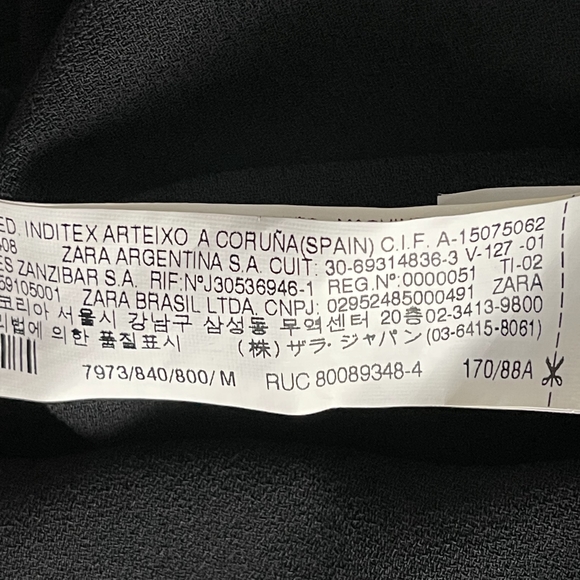 ED. INDITEX ARTEIXO A CORUÑA(SPAIN) C.I.F. A-15075062
08 ZARA ARGENTINA S.A. CUIT: 30-69314836-3 V-127 -01
ES ZANZIBAR S.A. RIF:NºJ30536946-1 REG.Nº:0000051 TI-02
69105001 ZARA BRASIL LTDA, CNPJ: 02952485000491 ZARA
코리아 서울시 강남구 삼성동 무역센터 20층 02-3413-9800
리법에 의한 품질표시 (株) ザラ・ジャパン (03-6415-8061)
7973/840/800/ M RUC 80089348-4 170/88A